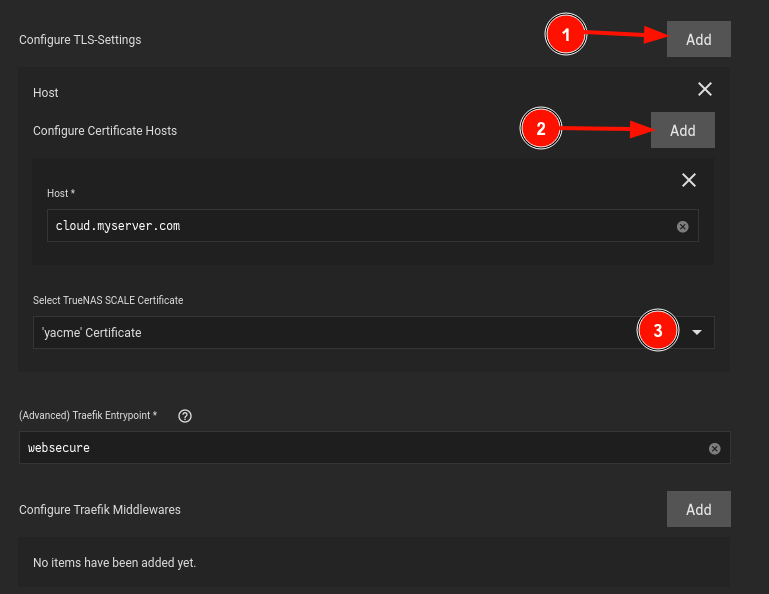 Configure TLS-Settings
1
Add
Host
Configure Certificate Hosts
2
Add
Host *
cloud.myserver.com
Select TrueNAS SCALE Certificate
'yacme' Certificate
3
(Advanced) Traefik Entrypoint *
websecure
Configure Traefik Middlewares
Add
No items have been added yet.